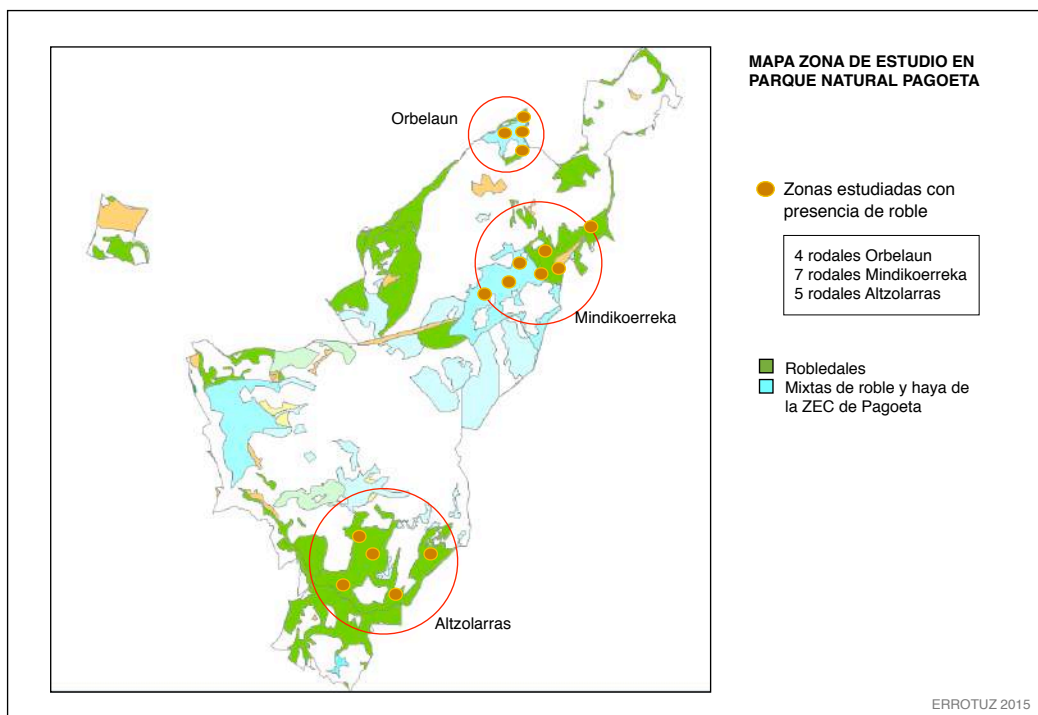 MAPA ZONA DE ESTUDIO EN
PARQUE NATURAL PAGOETA
Orbelaun
Zonas estudiadas con
presencia de roble
4 rodales Orbelaun
7 rodales Mindikoerreka
5 rodales Altzolarras
Mindikoerreka
Robledales
Mixtas de roble y haya de
la ZEC de Pagoeta
Altzolarras
ERROTUZ 2015